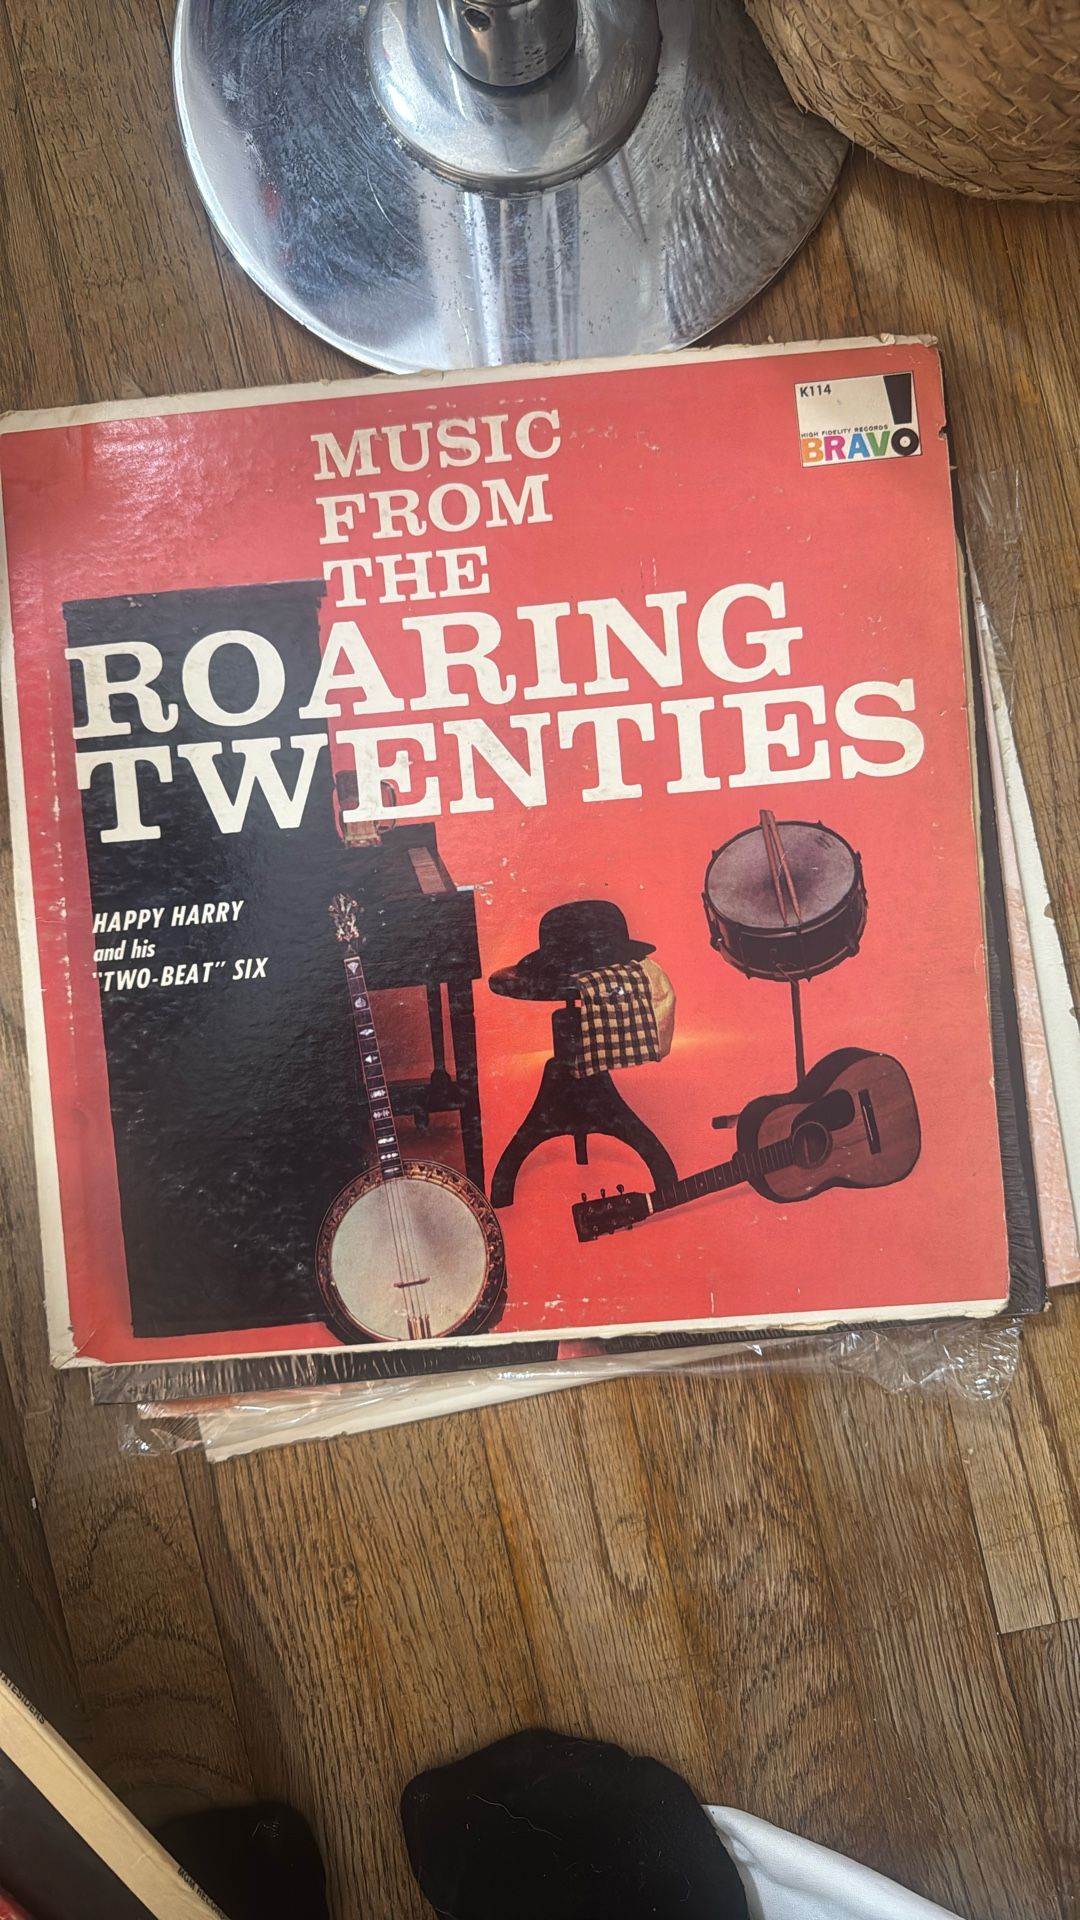 K114
HIGH FIDELITY RECORDS
BRAVO
MUSIC
FROM
THE
ROARING
TWENTIES
HAPPY HARRY
and his
"TWO-BEAT" SIX